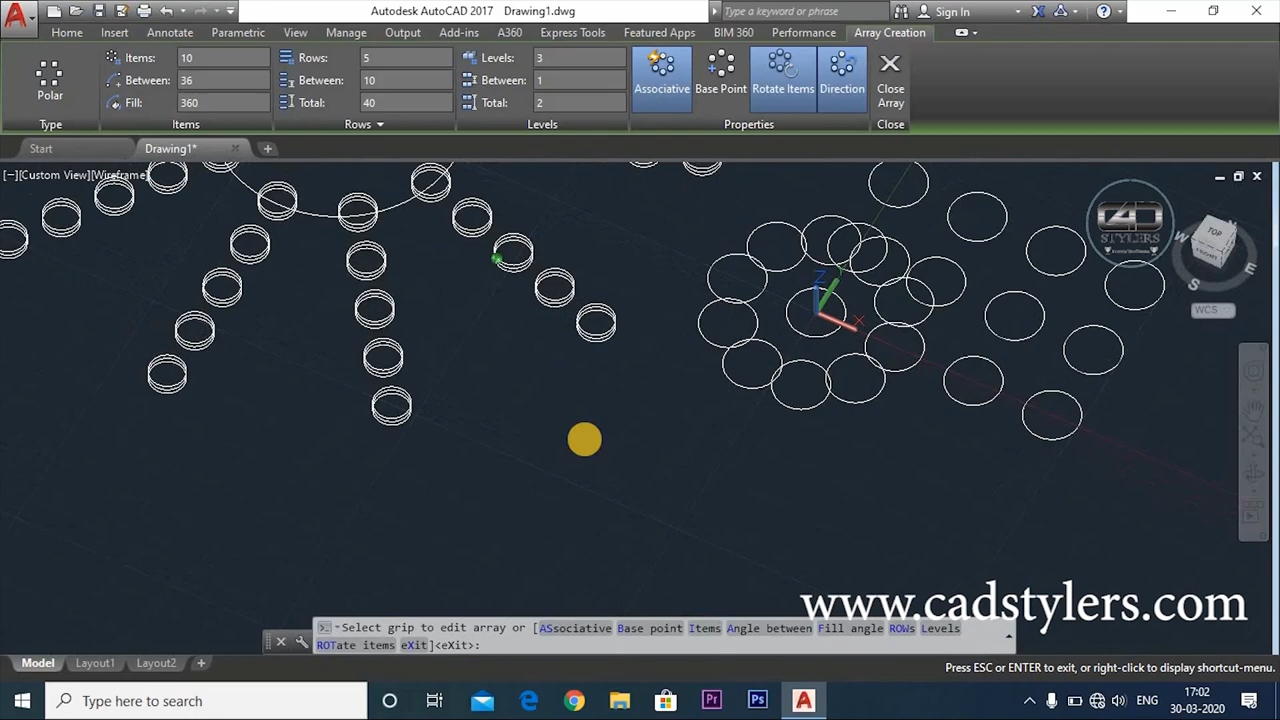 Autodesk AutoCAD 2017 Drawing1.dwg
Type a keyword or phrase
Sign In
Home Insert Annotate Parametric View Manage Output Add-ins A360 Express Tools Featured Apps BIM 360 Performance Array Creation
Polar
Type
Items: 10
Between: 36
Fill: 360
Items
Rows: 5
Between: 10
Total: 40
Rows
Levels: 3
Between: 1
Total: 2
Levels
Associative Base Point Rotate Items Direction
Properties
Close
Array
Close
Start Drawing1*
[−][Custom View][Wireframe]
CAD
STYLERS
TOP
W
S
E
WCS
Z
X
www.cadstylers.com
Select grip to edit array or [ASsociative Base point Items Angle between Fill angle ROWs Levels
ROTate items eXit]<eXit>:
Model Layout1 Layout2 +
Press ESC or ENTER to exit, or right-click to display shortcut-menu.
Type here to search
Pr Ps A
ENG
17:02
30-03-2020